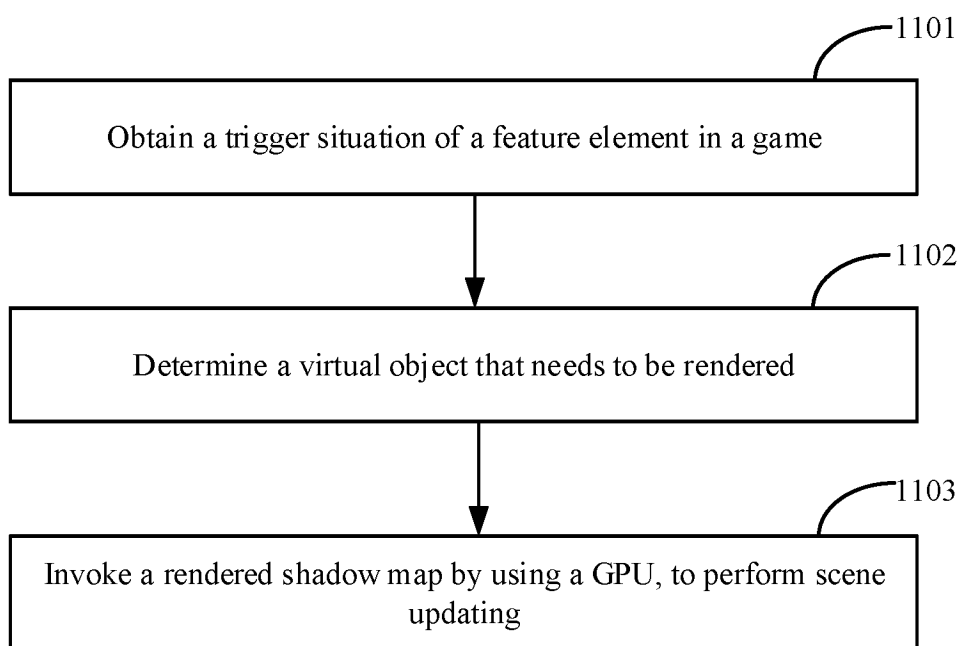 1101
Obtain a trigger situation of a feature element in a game
1102
Determine a virtual object that needs to be rendered
1103
Invoke a rendered shadow map by using a GPU, to perform scene
updating